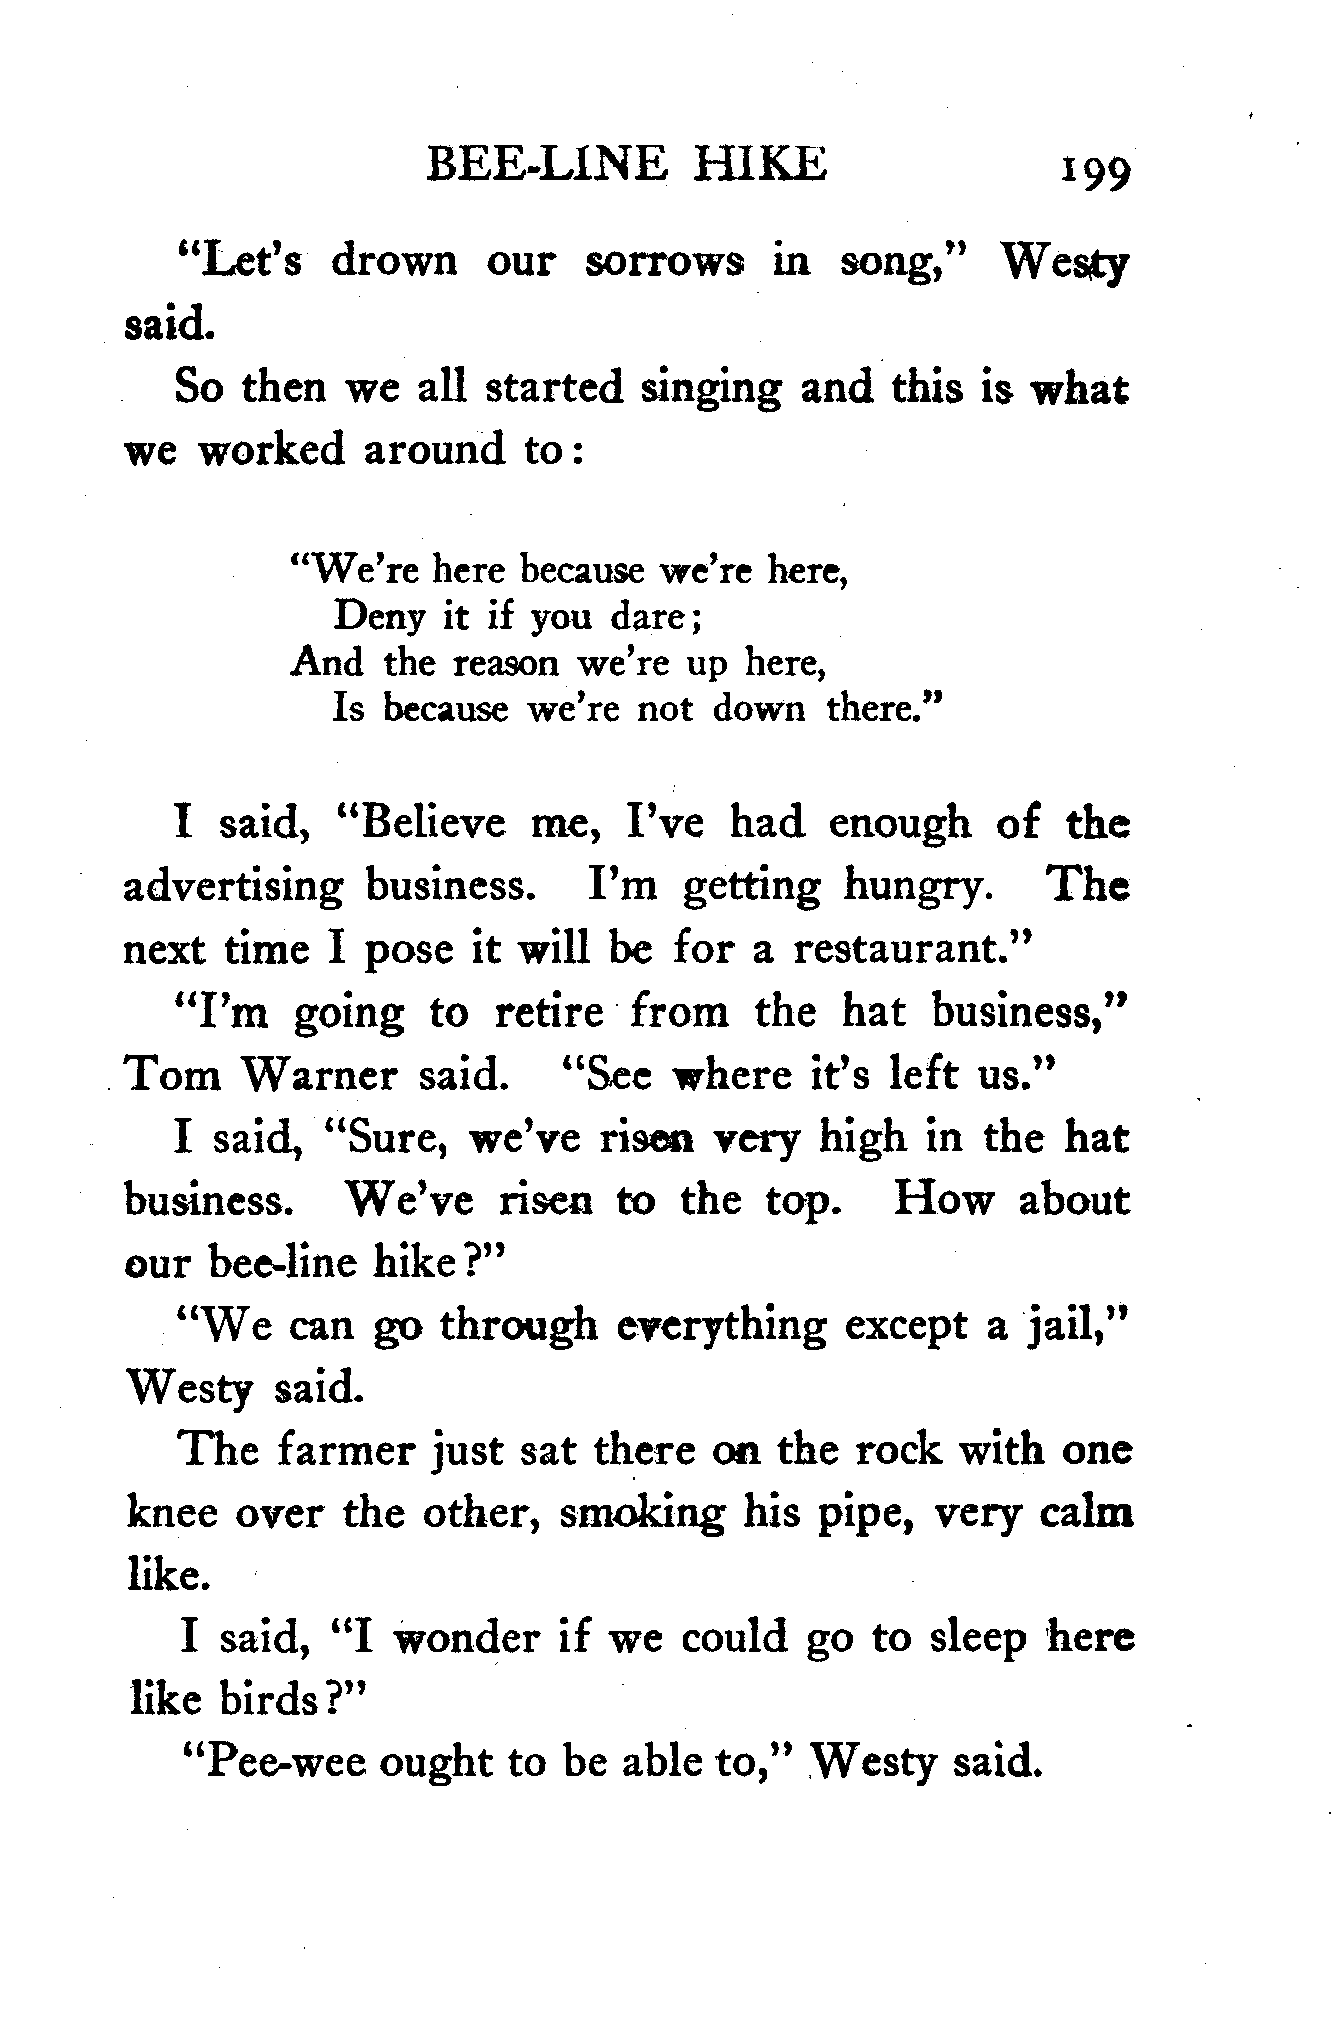 BEE-LINE HIKE 199
“Let’s drown our sorrows in song,” Westy
said.
So then we all started singing and this is what
we worked around to:
“We’re here because we’re here,
Deny it if you dare;
And the reason we’re up here,
Is because we’re not down there.”
I said, “Believe me, I’ve had enough of the
advertising business. I’m getting hungry. The
next time I pose it will be for a restaurant.”
“I’m going to retire from the hat business,”
Tom Warner said. “See where it’s left us.”
I said, “Sure, we’ve risen very high in the hat
business. We’ve risen to the top. How about
our bee-line hike?”
“We can go through everything except a jail,”
Westy said.
The farmer just sat there on the rock with one
knee over the other, smoking his pipe, very calm
like.
I said, “I wonder if we could go to sleep here
like birds?”
“Pee-wee ought to be able to,” Westy said.